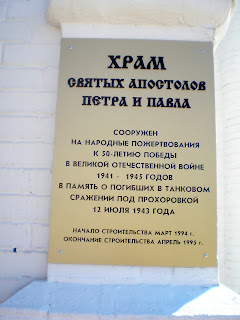 ХРАМ
СВЯТЫХ АПОСТОЛОВ
ПЕТРА И ПАВЛА
СООРУЖЕН
НА НАРОДНЫЕ ПОЖЕРТВОВАНИЯ
К 50-ЛЕТИЮ ПОБЕДЫ
В ВЕЛИКОЙ ОТЕЧЕСТВЕННОЙ ВОЙНЕ
1941 - 1945 ГОДОВ
В ПАМЯТЬ О ПОГИБШИХ В ТАНКОВОМ
СРАЖЕНИИ ПОД ПРОХОРОВКОЙ
12 ИЮЛЯ 1943 ГОДА
НАЧАЛО СТРОИТЕЛЬСТВА МАРТ 1994 г.
ОКОНЧАНИЕ СТРОИТЕЛЬСТВА АПРЕЛЬ 1995 г.